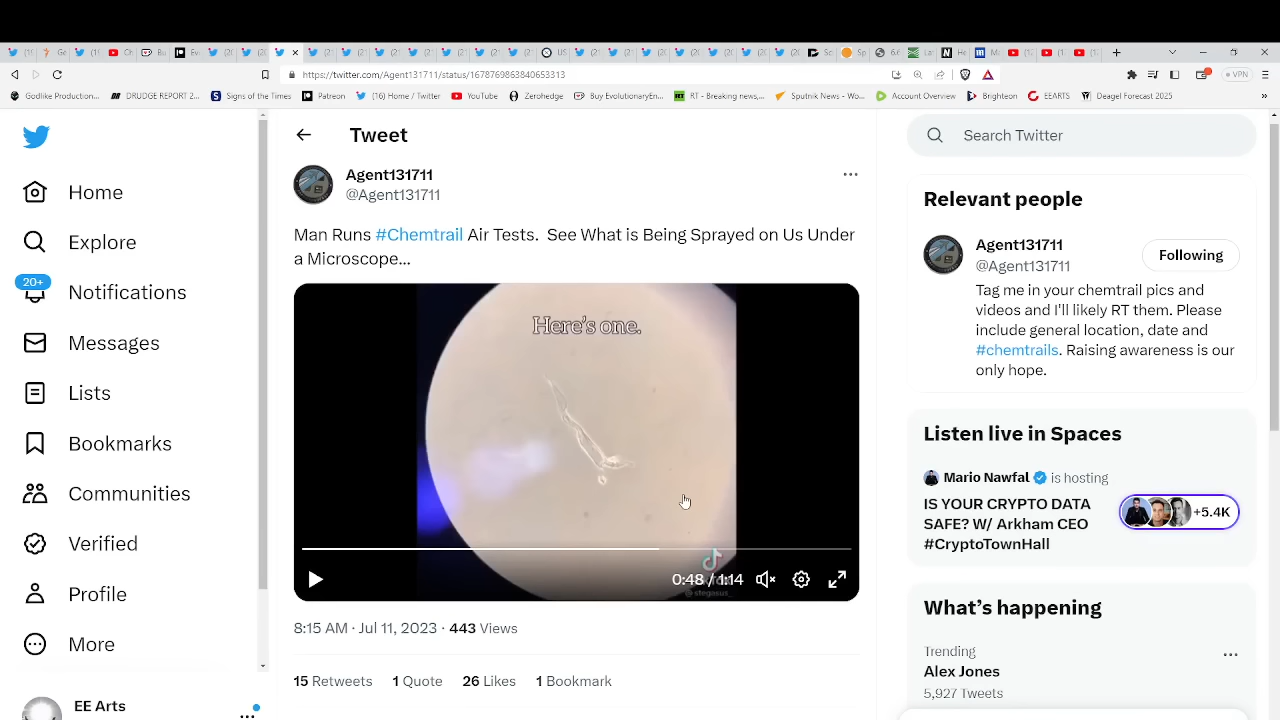 https://twitter.com/Agent131711/status/1678769863840653313
VPN
Godlike Production...
DRUDGE REPORT 2...
Signs of the Times
Patreon
(16) Home / Twitter
YouTube
Zerohedge
Buy EvolutionaryEn...
RT - Breaking news,...
Sputnik News - Wo...
Account Overview
Brighteon
EEARTS
Deagel Forecast 2025
»
Home
Explore
20+
Notifications
Messages
Lists
Bookmarks
Communities
Verified
Profile
More
EE Arts
Tweet
Agent131711
@Agent131711
Man Runs #Chemtrail Air Tests. See What is Being Sprayed on Us Under
a Microscope...
Here's one.
0:48 / 1:14
@stegasus_
8:15 AM · Jul 11, 2023 · 443 Views
15 Retweets 1 Quote 26 Likes 1 Bookmark
Search Twitter
Relevant people
Agent131711
@Agent131711
Following
Tag me in your chemtrail pics and
videos and I'll likely RT them. Please
include general location, date and
#chemtrails. Raising awareness is our
only hope.
Listen live in Spaces
Mario Nawfal is hosting
IS YOUR CRYPTO DATA
SAFE? W/ Arkham CEO
#CryptoTownHall
+5.4K
What's happening
Trending
Alex Jones
5,927 Tweets